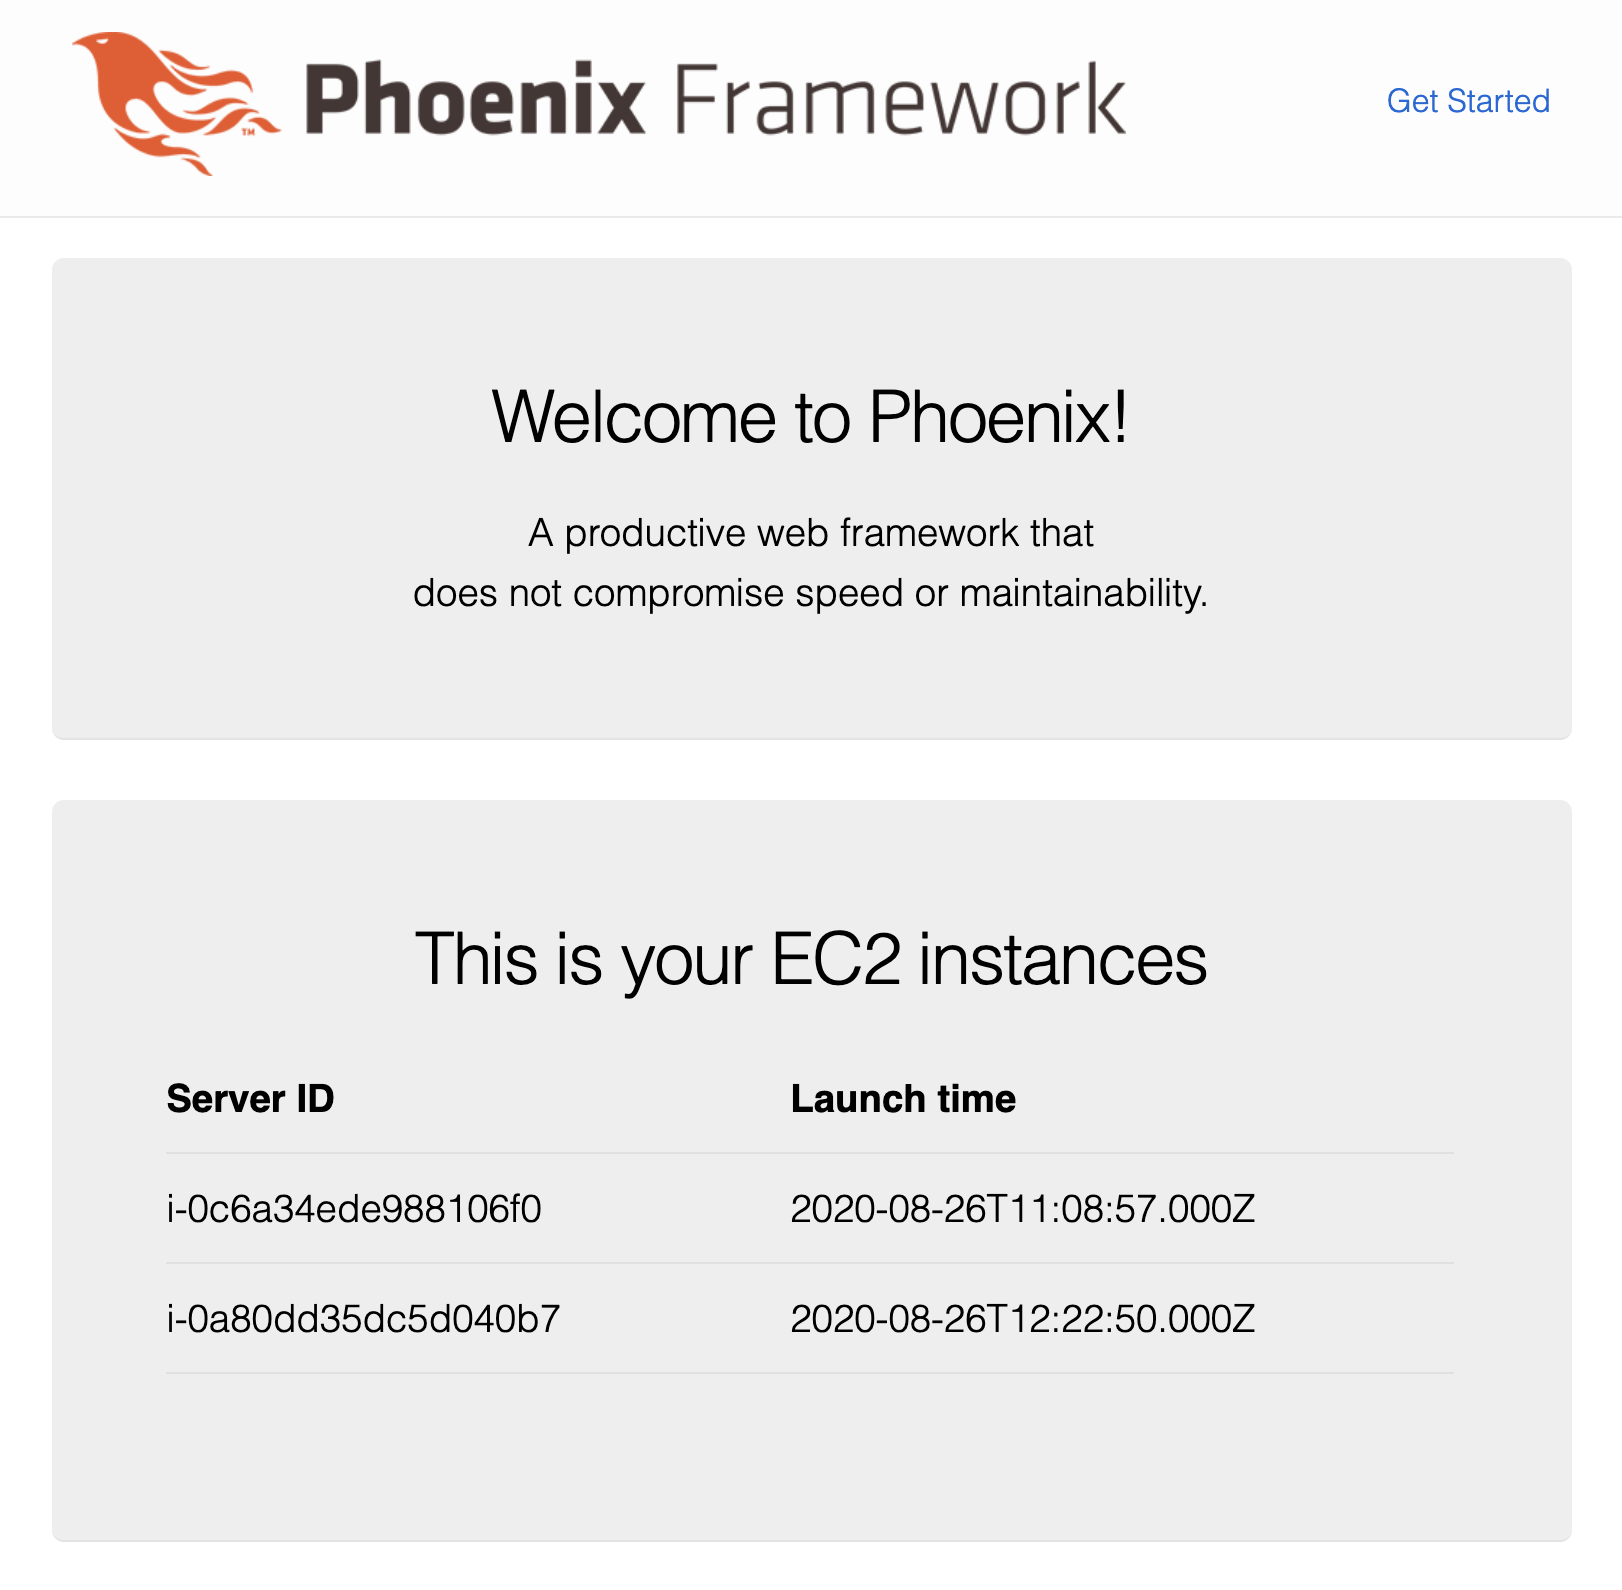 Phoenix Framework
TM
Get Started
Welcome to Phoenix!
A productive web framework that
does not compromise speed or maintainability.
This is your EC2 instances
Server ID Launch time
i-0c6a34ede988106f0 2020-08-26T11:08:57.000Z
i-0a80dd35dc5d040b7 2020-08-26T12:22:50.000Z